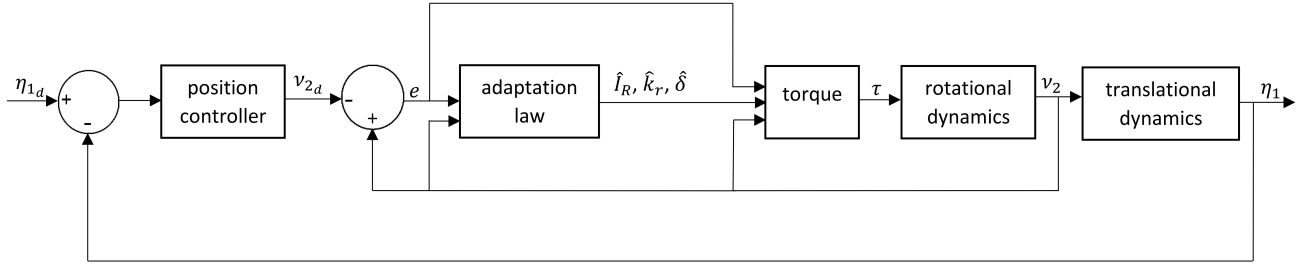 η₁d
+
-
position
controller
ν₂d
-
+
e
adaptation
law
Î_R, k̂_r, δ̂
torque
τ
rotational
dynamics
ν₂
translational
dynamics
η₁